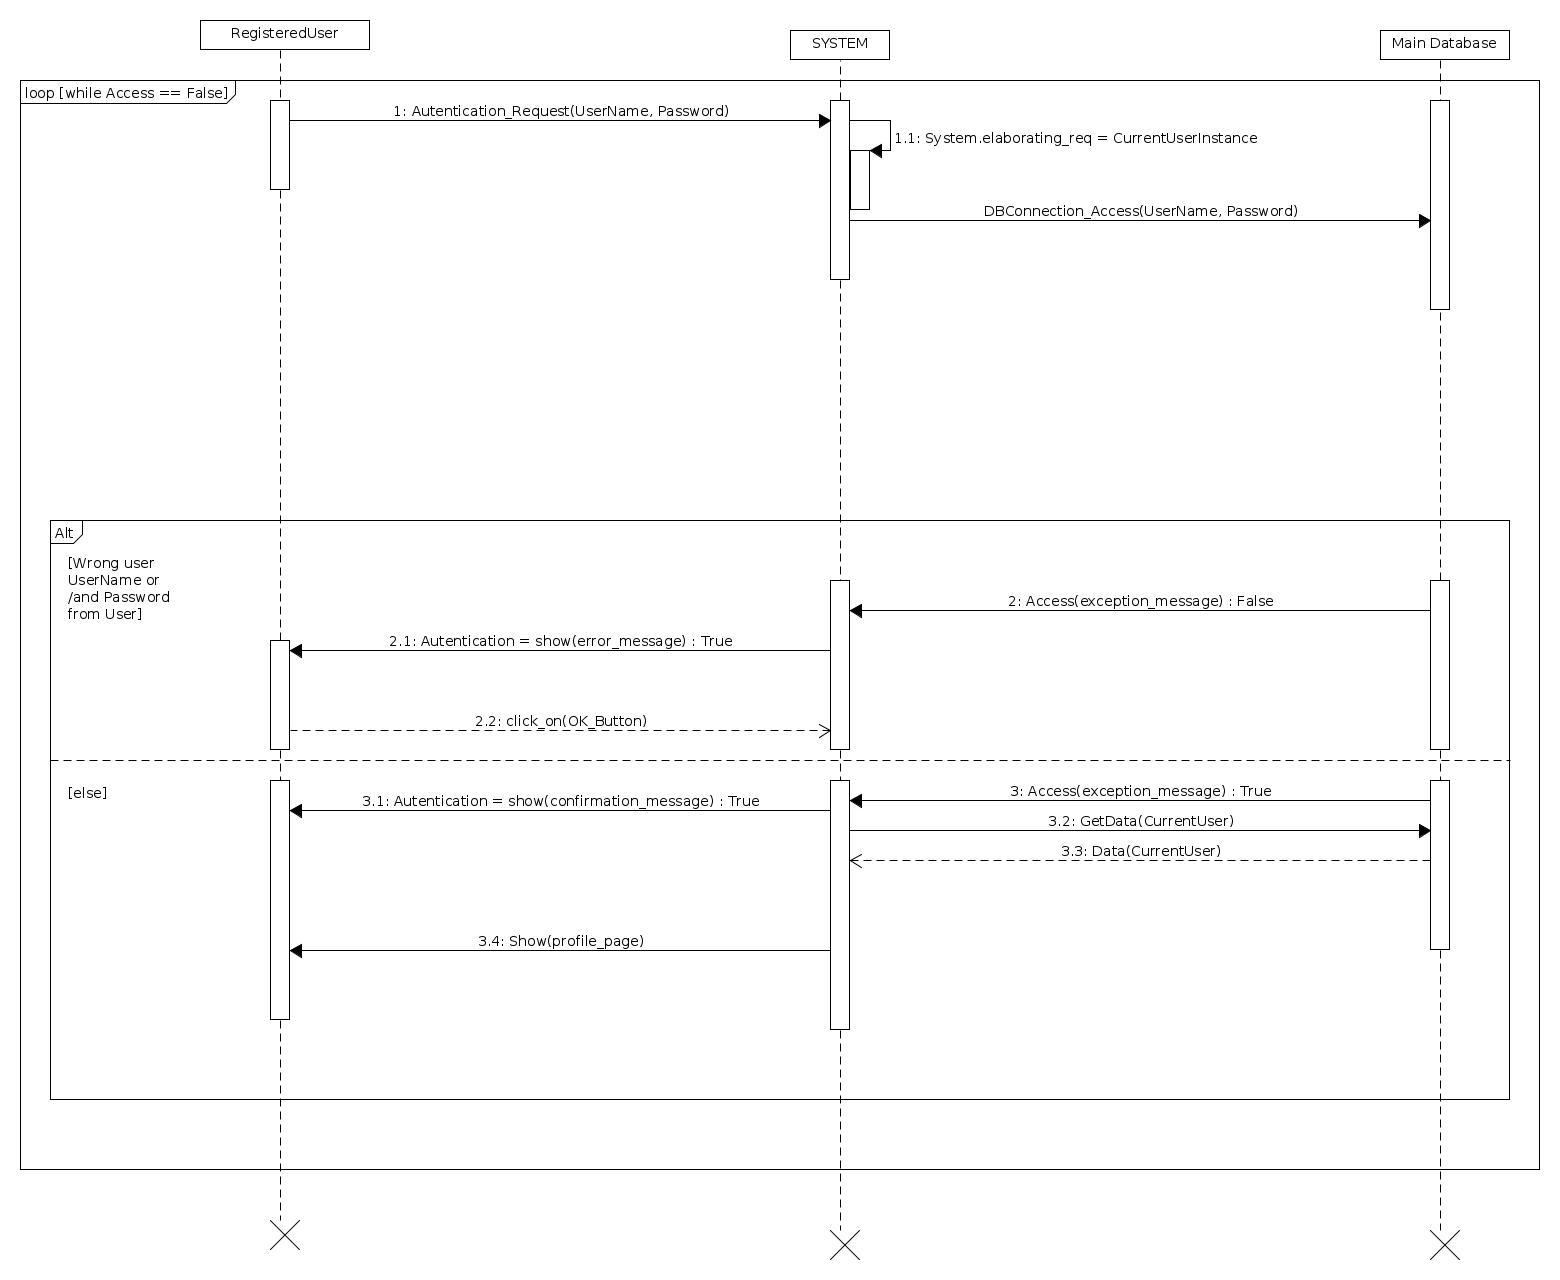 RegisteredUser
SYSTEM
Main Database
loop [while Access == False]
1: Autentication_Request(UserName, Password)
1.1: System.elaborating_req = CurrentUserInstance
DBConnection_Access(UserName, Password)
Alt
[Wrong user
UserName or
/and Password
from User]
2: Access(exception_message) : False
2.1: Autentication = show(error_message) : True
2.2: click_on(OK_Button)
[else]
3: Access(exception_message) : True
3.1: Autentication = show(confirmation_message) : True
3.2: GetData(CurrentUser)
3.3: Data(CurrentUser)
3.4: Show(profile_page)